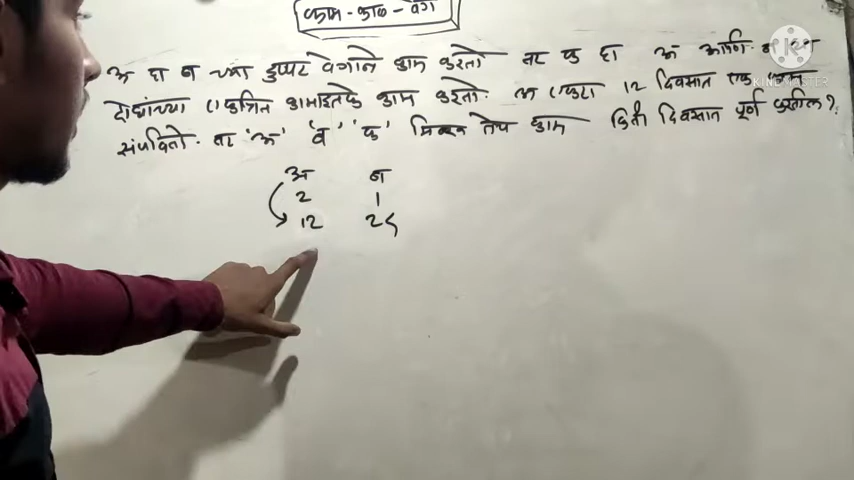 काम - काळ - वेग
अ हा ब च्या दुप्पट वेगाने काम करतो तर क हा अ आणि ब
दोघांच्या एकत्रित कामाइतके काम करतो. अ एकटा 12 दिवसात एक काम
संपवितो. तर 'अ' 'ब' 'क' मिळून तेच काम किती दिवसात पूर्ण करतील?
अ ब
2 1
12 24
KINEMASTER